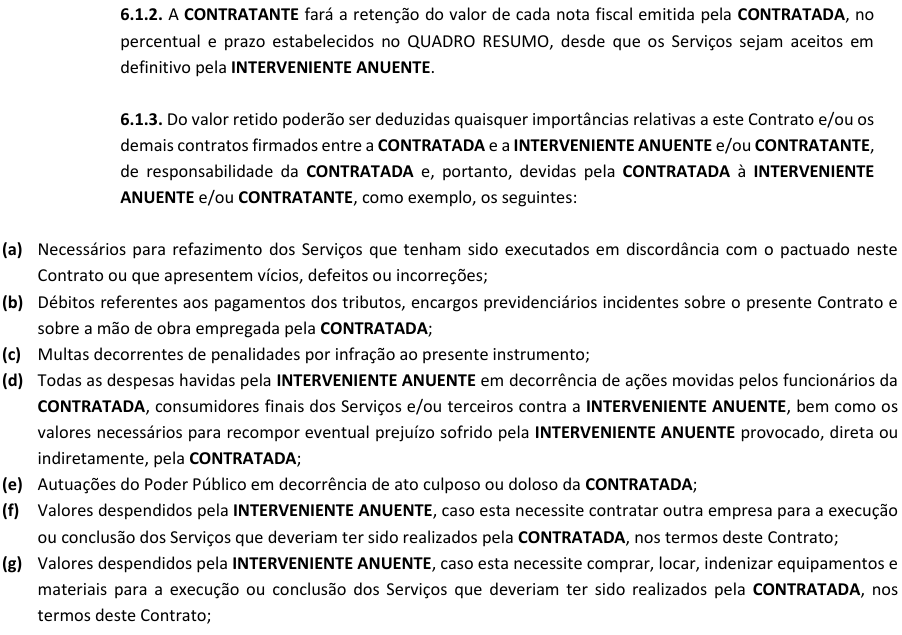 6.1.2. A CONTRATANTE fará a retenção do valor de cada nota fiscal emitida pela CONTRATADA, no
percentual e prazo estabelecidos no QUADRO RESUMO, desde que os Serviços sejam aceitos em
definitivo pela INTERVENIENTE ANUENTE.
6.1.3. Do valor retido poderão ser deduzidas quaisquer importâncias relativas a este Contrato e/ou os
demais contratos firmados entre a CONTRATADA e a INTERVENIENTE ANUENTE e/ou CONTRATANTE,
de responsabilidade da CONTRATADA e, portanto, devidas pela CONTRATADA à INTERVENIENTE
ANUENTE e/ou CONTRATANTE, como exemplo, os seguintes:
(a) Necessários para refazimento dos Serviços que tenham sido executados em discordância com o pactuado neste
Contrato ou que apresentem vícios, defeitos ou incorreções;
(b) Débitos referentes aos pagamentos dos tributos, encargos previdenciários incidentes sobre o presente Contrato e
sobre a mão de obra empregada pela CONTRATADA;
(c) Multas decorrentes de penalidades por infração ao presente instrumento;
(d) Todas as despesas havidas pela INTERVENIENTE ANUENTE em decorrência de ações movidas pelos funcionários da
CONTRATADA, consumidores finais dos Serviços e/ou terceiros contra a INTERVENIENTE ANUENTE, bem como os
valores necessários para recompor eventual prejuízo sofrido pela INTERVENIENTE ANUENTE provocado, direta ou
indiretamente, pela CONTRATADA;
(e) Autuações do Poder Público em decorrência de ato culposo ou doloso da CONTRATADA;
(f) Valores despendidos pela INTERVENIENTE ANUENTE, caso esta necessite contratar outra empresa para a execução
ou conclusão dos Serviços que deveriam ter sido realizados pela CONTRATADA, nos termos deste Contrato;
(g) Valores despendidos pela INTERVENIENTE ANUENTE, caso esta necessite comprar, locar, indenizar equipamentos e
materiais para a execução ou conclusão dos Serviços que deveriam ter sido realizados pela CONTRATADA, nos
termos deste Contrato;